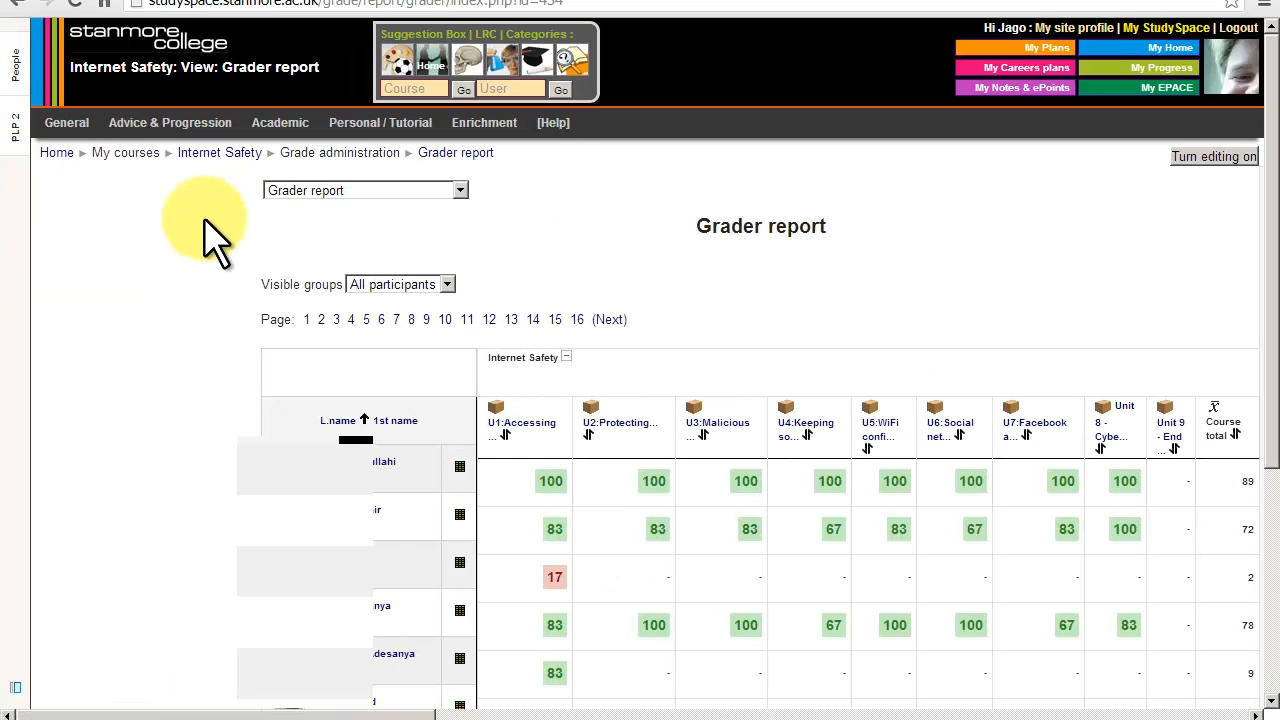 studyspace.stanmore.ac.uk/grade/report/grader/index.php?id=434
People
PLP 2
stanmore
college
Internet Safety: View: Grader report
Suggestion Box | LRC | Categories :
Home
Course Go User Go
Hi Jago : My site profile | My StudySpace | Logout
My Plans My Home
My Careers plans My Progress
My Notes & ePoints My EPACE
General Advice & Progression Academic Personal / Tutorial Enrichment [Help]
Home ► My courses ► Internet Safety ► Grade administration ► Grader report
Turn editing on
Grader report
Grader report
Visible groups All participants
Page: 1 2 3 4 5 6 7 8 9 10 11 12 13 14 15 16 (Next)
Internet Safety
L.name 1st name
U1:Accessing ...
U2:Protecting...
U3:Malicious ...
U4:Keeping so...
U5:WiFi confi...
U6:Social net...
U7:Facebook a...
Unit 8 - Cybe...
Unit 9 - End ...
Course total
ullahi 100 100 100 100 100 100 100 100 - 89
ir 83 83 83 67 83 67 83 100 - 72
17 - - - - - - - - 2
nya 83 100 100 67 100 100 67 83 - 78
desanya 83 - - - - - - - - 9
d